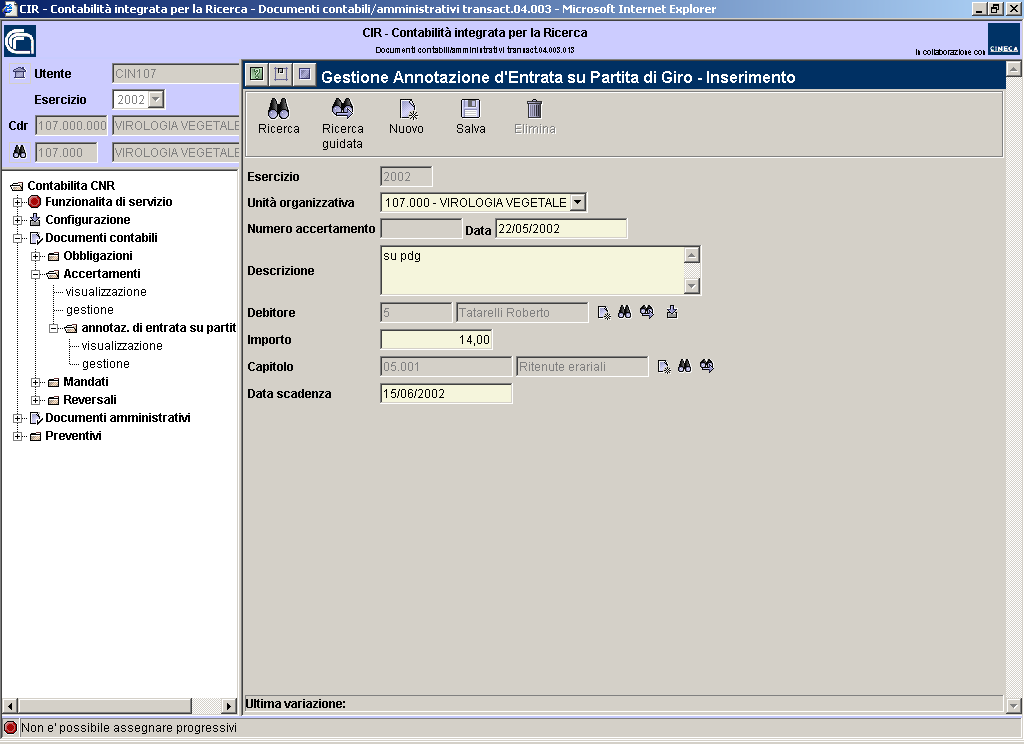 CIR - Contabilità integrata per la Ricerca - Documenti contabili/amministrativi transact.04.003 - Microsoft Internet Explorer
CIR - Contabilità integrata per la Ricerca
Documenti contabili/amministrativi transact.04.003.013
In collaborazione con CINECA
Utente CIN107
Esercizio 2002
Cdr 107.000.000 VIROLOGIA VEGETALE
107.000 VIROLOGIA VEGETALE
Contabilita CNR
Funzionalita di servizio
Configurazione
Documenti contabili
Obbligazioni
Accertamenti
visualizzazione
gestione
annotaz. di entrata su partit
visualizzazione
gestione
Mandati
Reversali
Documenti amministrativi
Preventivi
Gestione Annotazione d'Entrata su Partita di Giro - Inserimento
Ricerca
Ricerca guidata
Nuovo
Salva
Elimina
Esercizio 2002
Unità organizzativa 107.000 - VIROLOGIA VEGETALE
Numero accertamento Data 22/05/2002
Descrizione su pdg
Debitore 5 Tatarelli Roberto
Importo 14,00
Capitolo 05.001 Ritenute erariali
Data scadenza 15/06/2002
Ultima variazione:
Non e' possibile assegnare progressivi